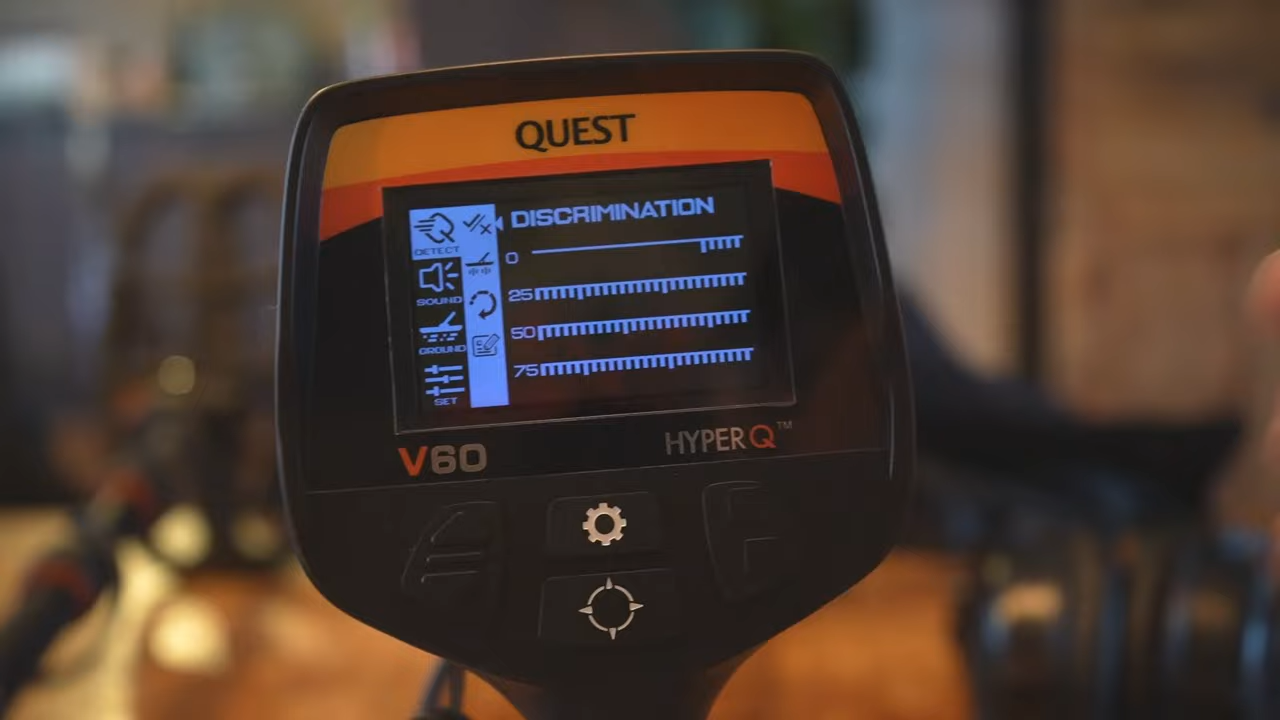 QUEST
DISCRIMINATION
DETECT
0
25
SOUND
50
GROUND
75
SET
V60
HYPERQ™